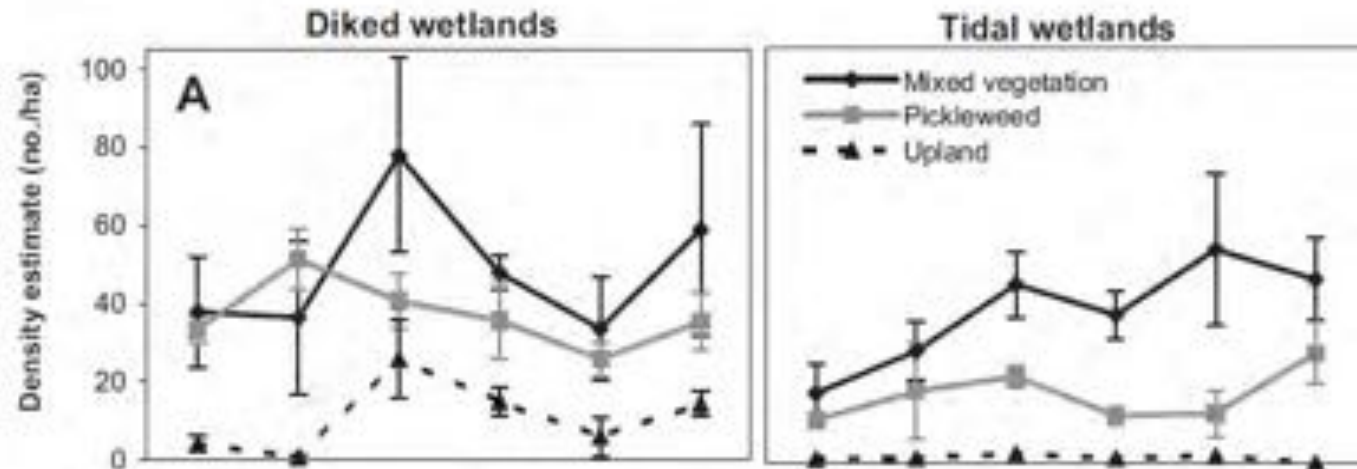 Diked wetlands
Tidal wetlands
Density estimate (no./ha)
100
80
60
40
20
0
A
Mixed vegetation
Pickleweed
Upland